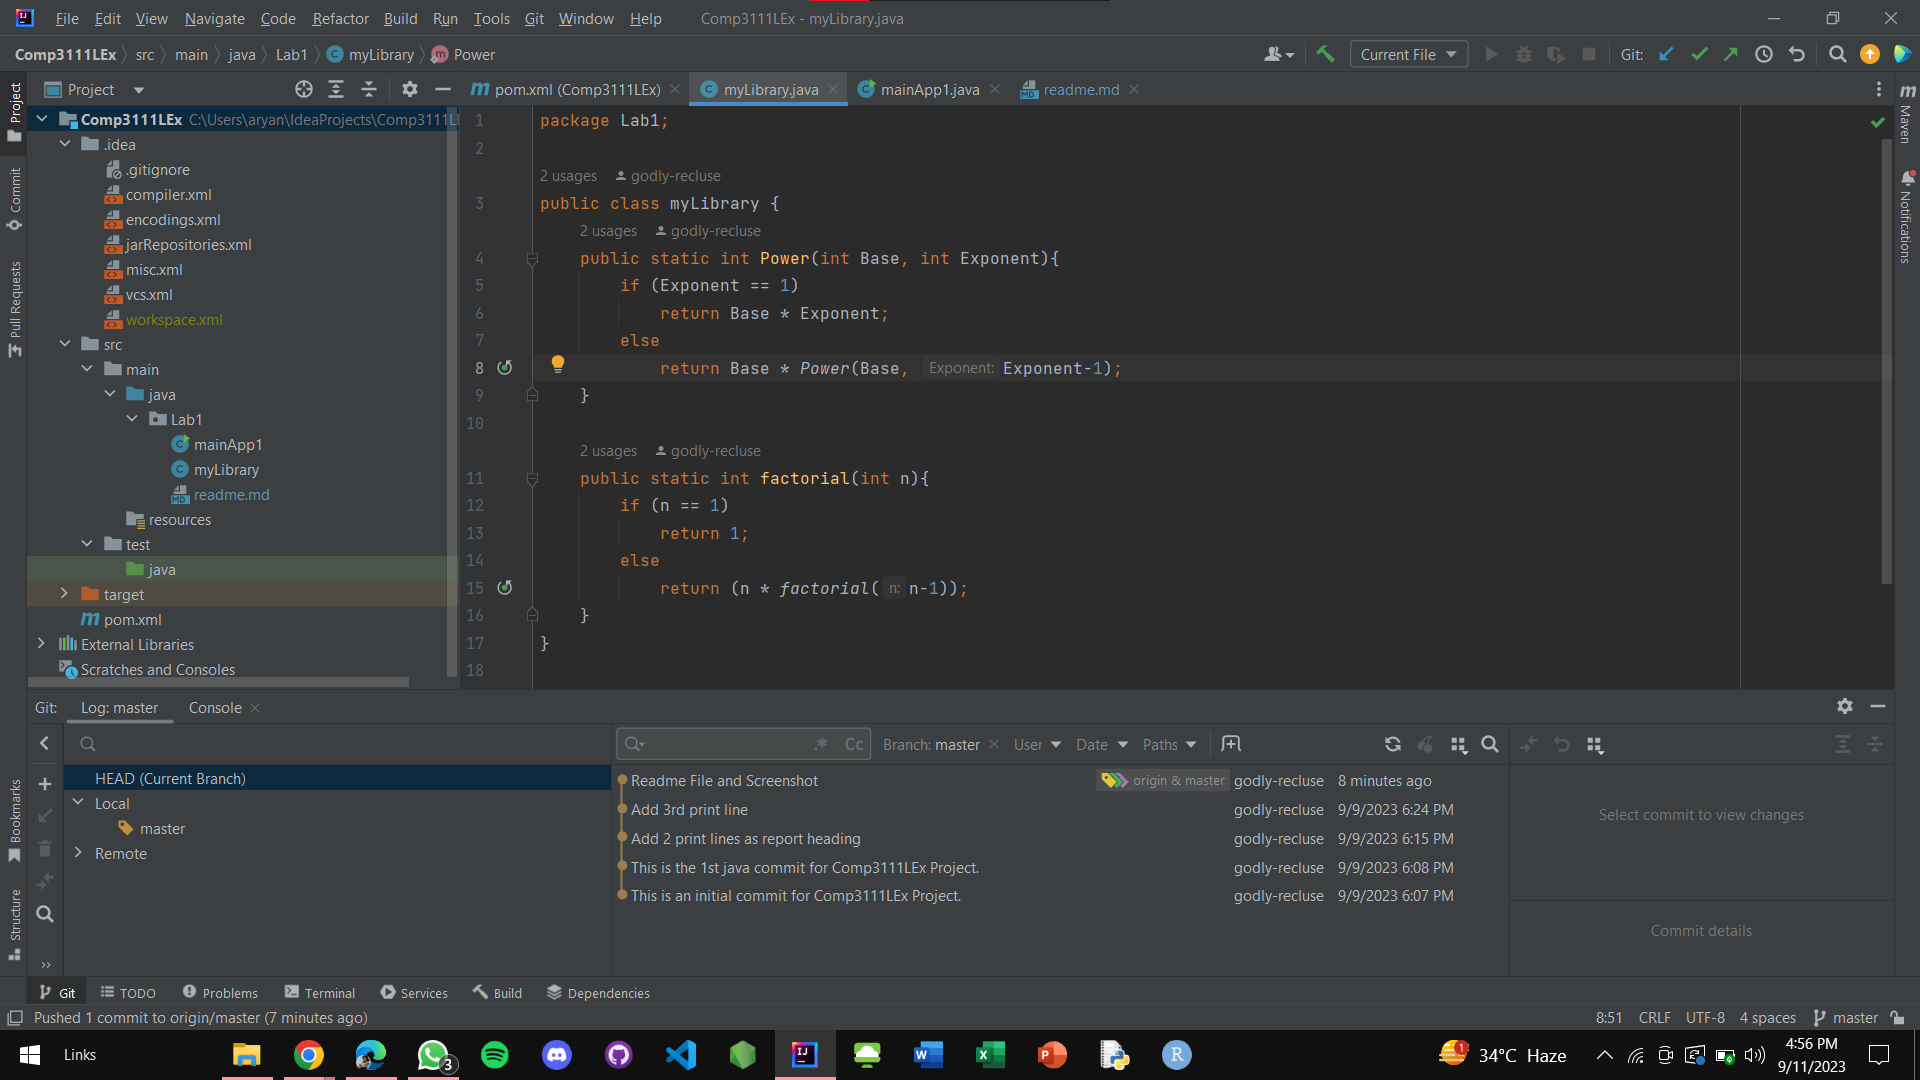 File Edit View Navigate Code Refactor Build Run Tools Git Window Help Comp3111LEx - myLibrary.java
Comp3111LEx src main java Lab1 myLibrary Power
Current File Git:
Project
pom.xml (Comp3111LEx) myLibrary.java mainApp1.java readme.md
Comp3111LEx C:\Users\aryan\IdeaProjects\Comp3111L
.idea
.gitignore
compiler.xml
encodings.xml
jarRepositories.xml
misc.xml
vcs.xml
workspace.xml
src
main
java
Lab1
mainApp1
myLibrary
readme.md
resources
test
java
target
pom.xml
External Libraries
Scratches and Consoles
Project
Commit
Pull Requests
Bookmarks
Structure
1 package Lab1;
2
2 usages godly-recluse
3 public class myLibrary {
2 usages godly-recluse
4 public static int Power(int Base, int Exponent){
5 if (Exponent == 1)
6 return Base * Exponent;
7 else
8 return Base * Power(Base, Exponent: Exponent-1);
9 }
10
2 usages godly-recluse
11 public static int factorial(int n){
12 if (n == 1)
13 return 1;
14 else
15 return (n * factorial( n: n-1));
16 }
17 }
18
Maven
Notifications
Git: Log: master Console
HEAD (Current Branch)
Local
master
Remote
.* Cc Branch: master User Date Paths
Readme File and Screenshot origin & master godly-recluse 8 minutes ago
Add 3rd print line godly-recluse 9/9/2023 6:24 PM
Add 2 print lines as report heading godly-recluse 9/9/2023 6:15 PM
This is the 1st java commit for Comp3111LEx Project. godly-recluse 9/9/2023 6:08 PM
This is an initial commit for Comp3111LEx Project. godly-recluse 9/9/2023 6:07 PM
Select commit to view changes
Commit details
Git TODO Problems Terminal Services Build Dependencies
Pushed 1 commit to origin/master (7 minutes ago) 8:51 CRLF UTF-8 4 spaces master
Links 3 1 34°C Haze 4:56 PM
9/11/2023